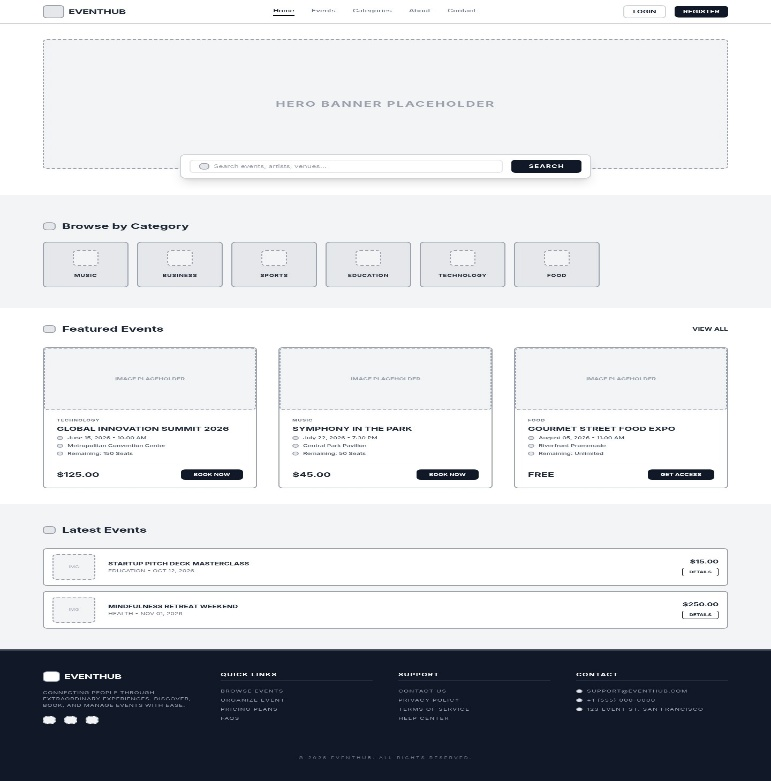 EVENTHUB
Home Events Categories About Contact
LOGIN REGISTER
HERO BANNER PLACEHOLDER
Search events, artists, venues...
SEARCH
Browse by Category
MUSIC BUSINESS SPORTS EDUCATION TECHNOLOGY FOOD
Featured Events
VIEW ALL
IMAGE PLACEHOLDER
TECHNOLOGY
GLOBAL INNOVATION SUMMIT 2026
June 15, 2026 • 10:00 AM
Metropolitan Convention Center
Remaining: 150 Seats
$125.00
BOOK NOW
IMAGE PLACEHOLDER
MUSIC
SYMPHONY IN THE PARK
July 22, 2026 • 7:30 PM
Central Park Pavilion
Remaining: 50 Seats
$45.00
BOOK NOW
IMAGE PLACEHOLDER
FOOD
GOURMET STREET FOOD EXPO
August 05, 2026 • 11:00 AM
Riverfront Promenade
Remaining: Unlimited
FREE
GET ACCESS
Latest Events
IMG
STARTUP PITCH DECK MASTERCLASS
EDUCATION • OCT 12, 2026
$15.00
DETAILS
IMG
MINDFULNESS RETREAT WEEKEND
HEALTH • NOV 01, 2026
$250.00
DETAILS
EVENTHUB
CONNECTING PEOPLE THROUGH
EXTRAORDINARY EXPERIENCES. DISCOVER,
BOOK, AND MANAGE EVENTS WITH EASE.
QUICK LINKS
BROWSE EVENTS
ORGANIZE EVENT
PRICING PLANS
FAQS
SUPPORT
CONTACT US
PRIVACY POLICY
TERMS OF SERVICE
HELP CENTER
CONTACT
SUPPORT@EVENTHUB.COM
+1 (555) 000-0000
123 EVENT ST, SAN FRANCISCO
© 2026 EVENTHUB. ALL RIGHTS RESERVED.